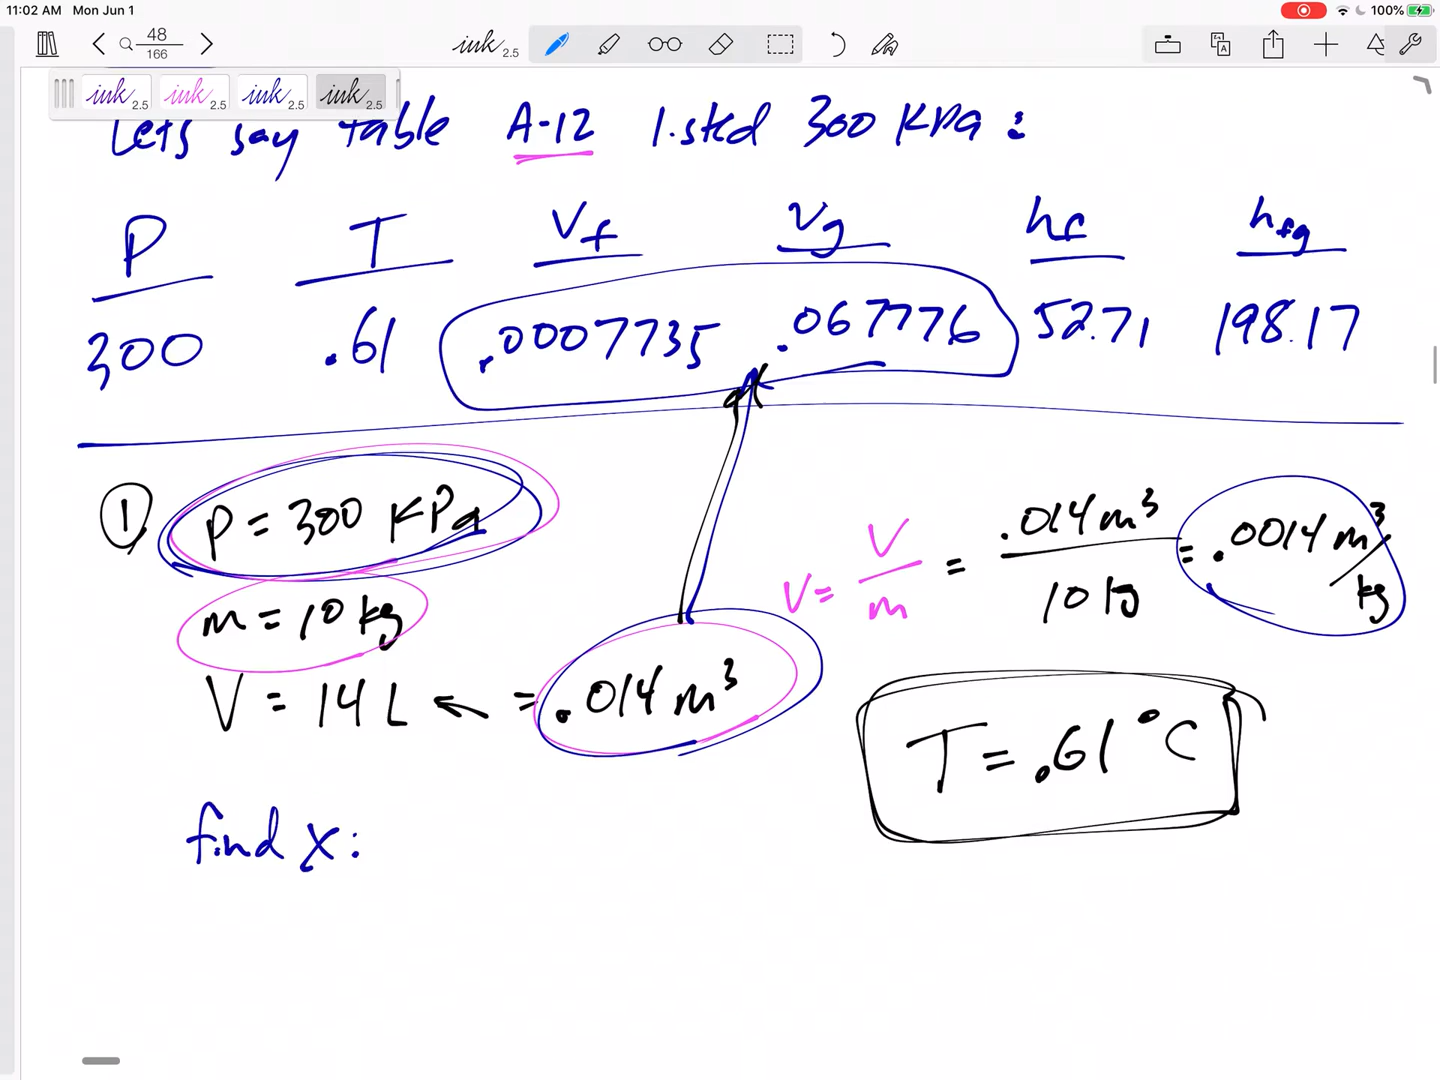 11:02 AM Mon Jun 1
100%
48
166
ink 2.5
ink 2.5 ink 2.5 ink 2.5 ink 2.5
Lets say table A-12 listed 300 KPa :
P T Vf Vg hf hfg
300 .61 .0007735 .067776 52.71 198.17
① P = 300 KPa
m = 10 kg
V = 14 L ← = .014 m³
v = V/m = .014 m³ / 10 kg = .0014 m³/kg
T = .61 °C
find x: